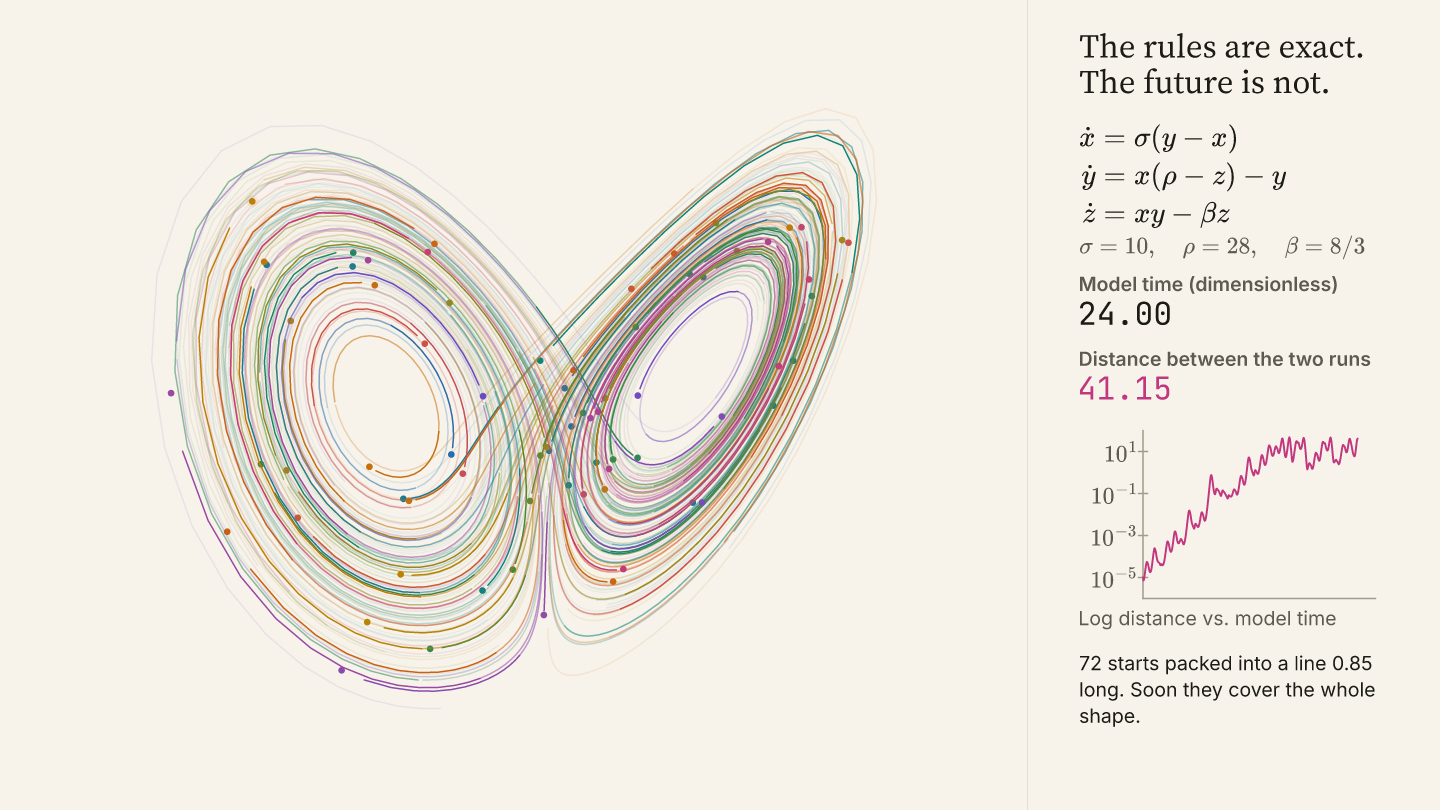 The rules are exact.
The future is not.
ẋ = σ(y − x)
ẏ = x(ρ − z) − y
ż = xy − βz
σ = 10, ρ = 28, β = 8/3
Model time (dimensionless)
24.00
Distance between the two runs
41.15
10¹
10⁻¹
10⁻³
10⁻⁵
Log distance vs. model time
72 starts packed into a line 0.85
long. Soon they cover the whole
shape.